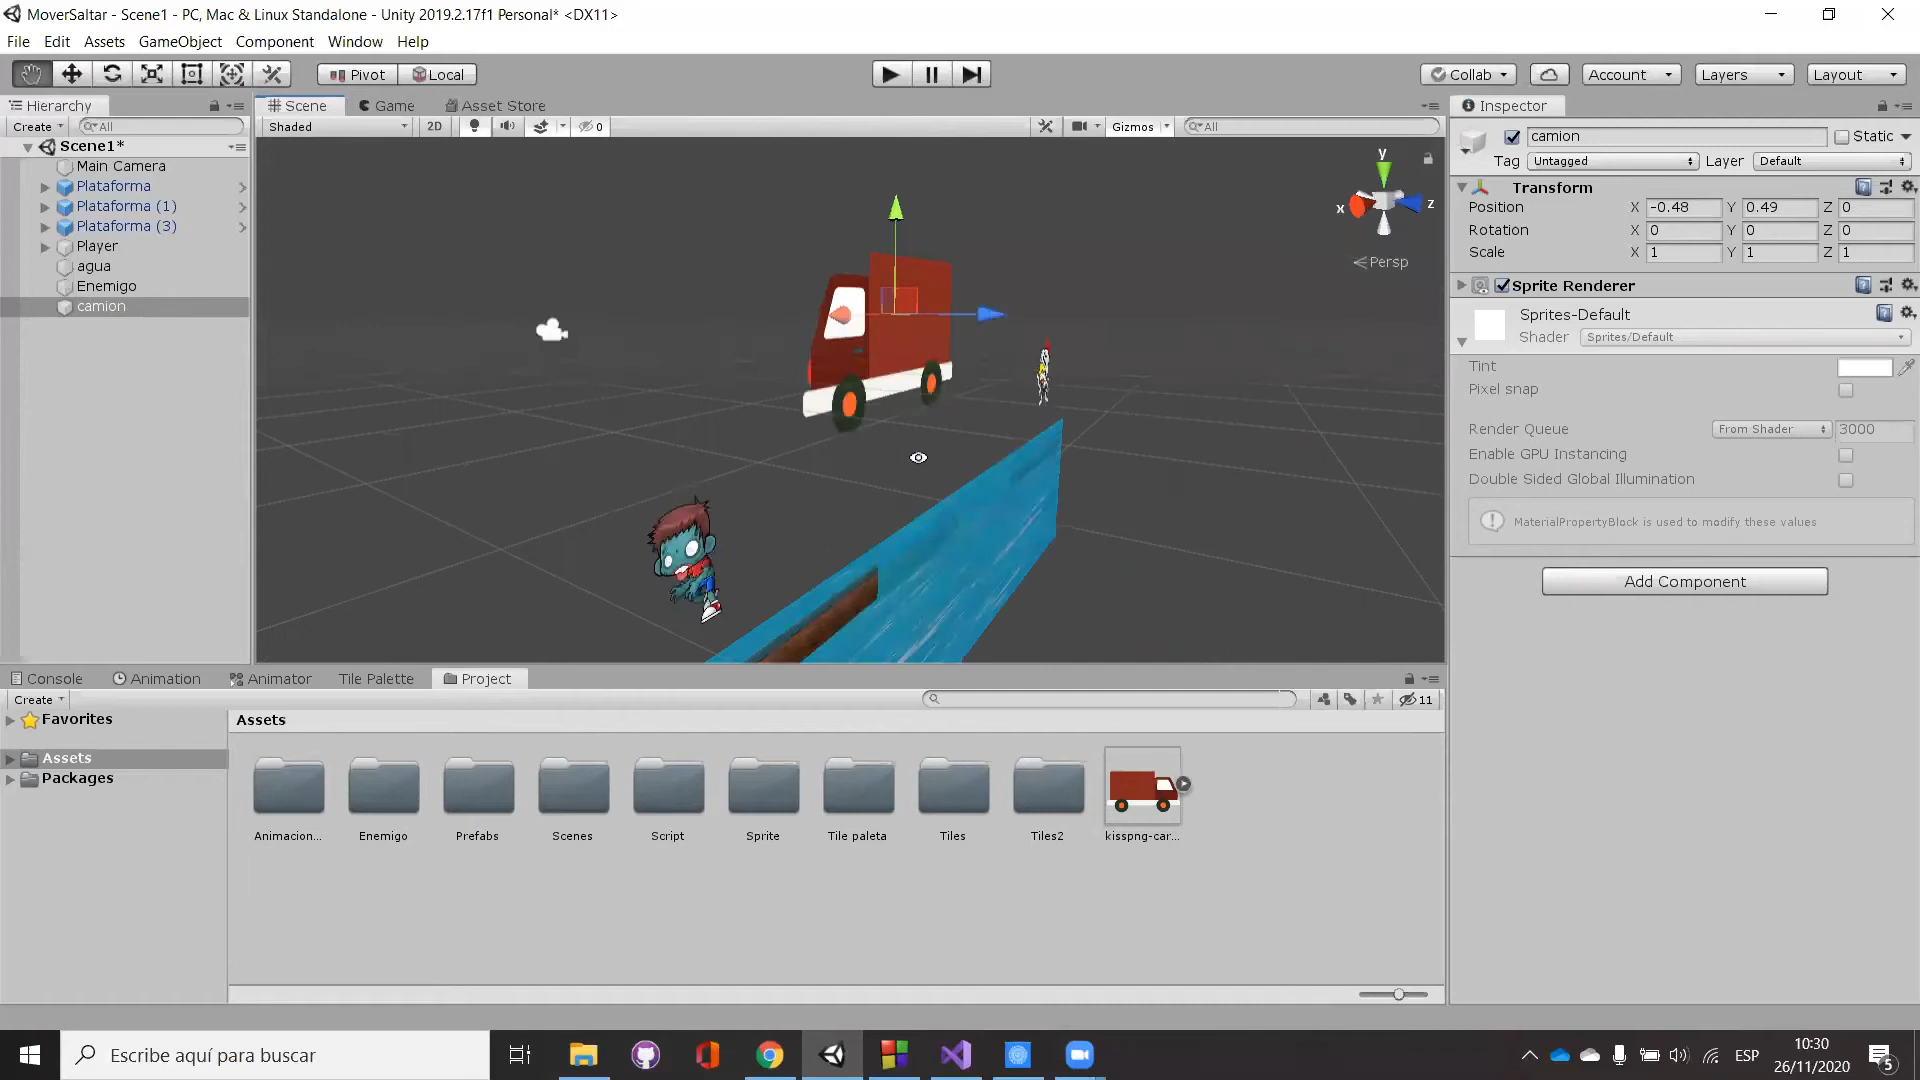 MoverSaltar - Scene1 - PC, Mac & Linux Standalone - Unity 2019.2.17f1 Personal* <DX11>
File Edit Assets GameObject Component Window Help
Pivot Local Collab Account Layers Layout
Hierarchy
Create All
Scene1*
Main Camera
Plataforma
Plataforma (1)
Plataforma (3)
Player
agua
Enemigo
camion
Scene Game Asset Store
Shaded 2D 0 Gizmos All
y
x z
Persp
Inspector
camion Static
Tag Untagged Layer Default
Transform
Position X -0.48 Y 0.49 Z 0
Rotation X 0 Y 0 Z 0
Scale X 1 Y 1 Z 1
Sprite Renderer
Sprites-Default
Shader Sprites/Default
Tint
Pixel snap
Render Queue From Shader 3000
Enable GPU Instancing
Double Sided Global Illumination
MaterialPropertyBlock is used to modify these values
Add Component
Console Animation Animator Tile Palette Project
Create 11
Favorites
Assets
Packages
Assets
Animacion... Enemigo Prefabs Scenes Script Sprite Tile paleta Tiles Tiles2 kisspng-car...
Escribe aquí para buscar
ESP
10:30
26/11/2020
5